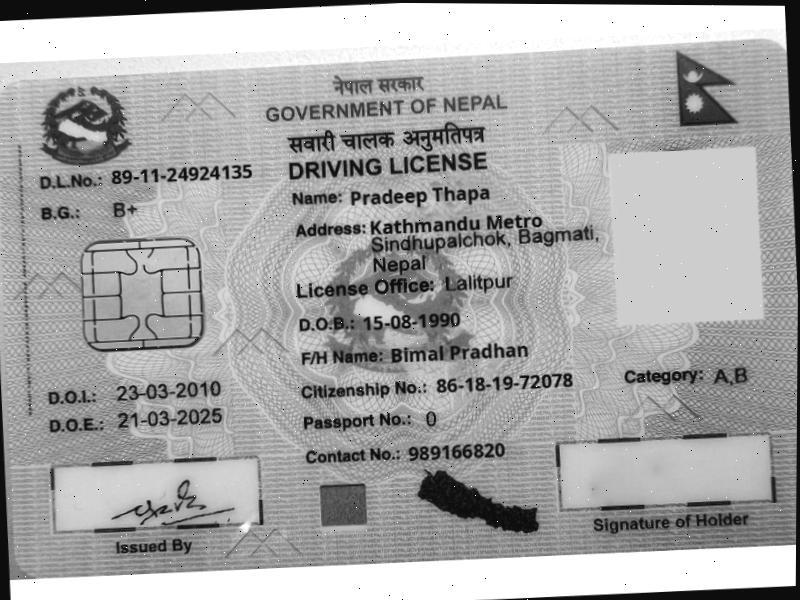 नेपाल सरकार
GOVERNMENT OF NEPAL
सवारी चालक अनुमतिपत्र
DRIVING LICENSE
D.L.No.: 89-11-24924135
B.G.: B+
Name: Pradeep Thapa
Address: Kathmandu Metro
Sindhupalchok, Bagmati,
Nepal
License Office: Lalitpur
D.O.B.: 15-08-1990
F/H Name: Bimal Pradhan
D.O.I.: 23-03-2010
Citizenship No.: 86-18-19-72078
Category: A,B
D.O.E.: 21-03-2025
Passport No.: 0
Contact No.: 989166820
Issued By
Signature of Holder